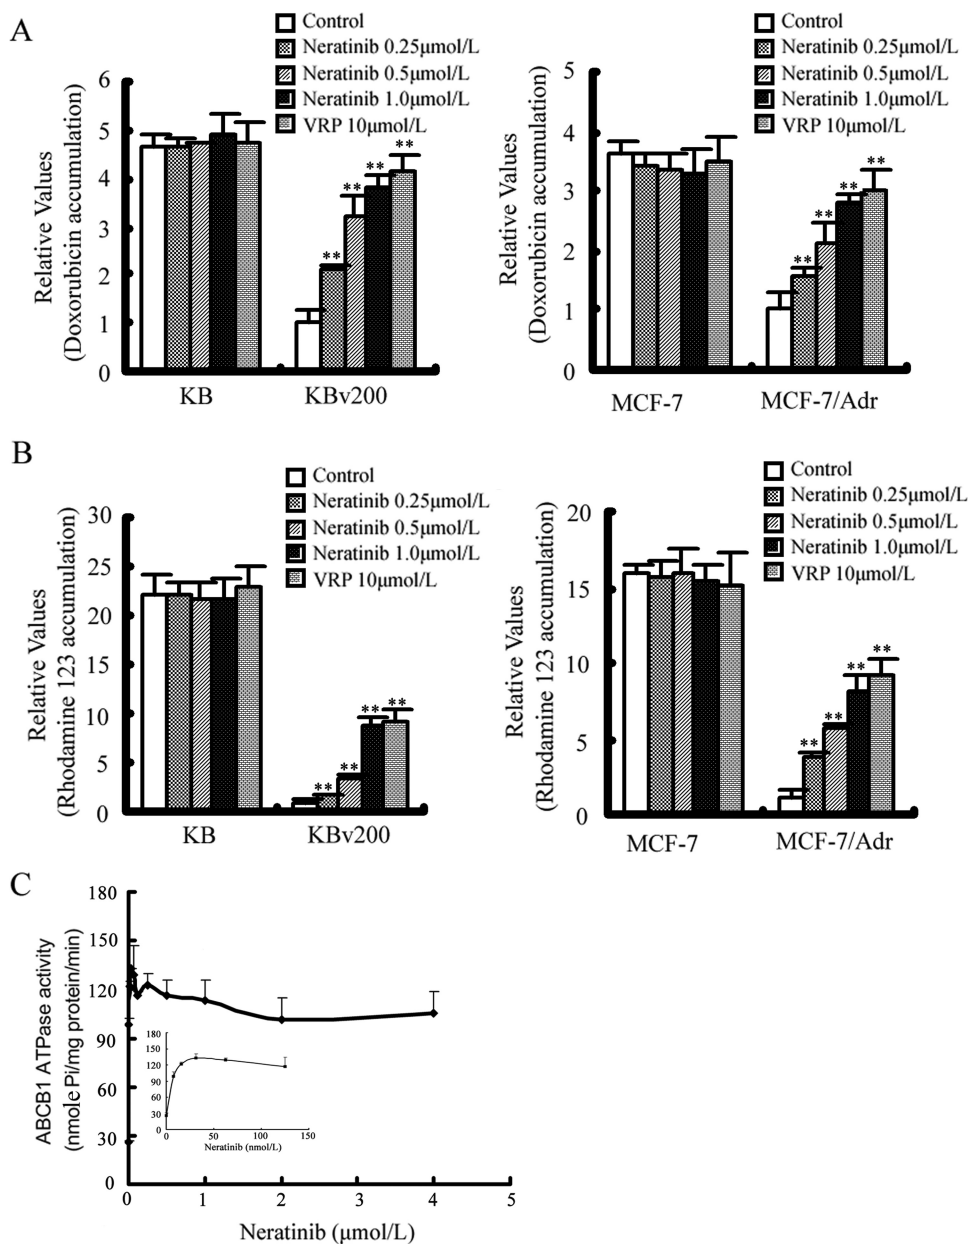 A
Control
Neratinib 0.25μmol/L
Neratinib 0.5μmol/L
Neratinib 1.0μmol/L
VRP 10μmol/L
Relative Values
(Doxorubicin accumulation)
6
5
4
3
2
1
0
** ** ** **
KB KBv200
Control
Neratinib 0.25μmol/L
Neratinib 0.5μmol/L
Neratinib 1.0μmol/L
VRP 10μmol/L
Relative Values
(Doxorubicin accumulation)
5
4
3
2
1
0
** ** ** **
MCF-7 MCF-7/Adr
B
Control
Neratinib 0.25μmol/L
Neratinib 0.5μmol/L
Neratinib 1.0μmol/L
VRP 10μmol/L
Relative Values
(Rhodamine 123 accumulation)
30
25
20
15
10
5
0
** ** ** **
KB KBv200
Control
Neratinib 0.25μmol/L
Neratinib 0.5μmol/L
Neratinib 1.0μmol/L
VRP 10μmol/L
Relative Values
(Rhodamine 123 accumulation)
20
15
10
5
0
** ** ** **
MCF-7 MCF-7/Adr
C
ABCB1 ATPase activity
(nmole Pi/mg protein/min)
180
150
120
90
60
30
0
0 1 2 3 4 5
Neratinib (μmol/L)
180
150
120
90
60
30
0
0 50 100 150
Neratinib (nmol/L)